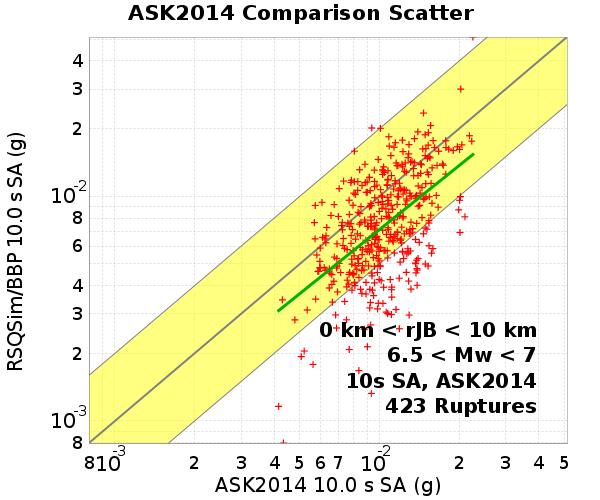 ASK2014 Comparison Scatter
RSQSim/BBP 10.0 s SA (g)
4
3
2
10-2
8
6
4
3
2
10-3
8
0 km < rJB < 10 km
6.5 < Mw < 7
10s SA, ASK2014
423 Ruptures
8 10-3 2 3 4 5 6 7 10-2 2 3 4 5
ASK2014 10.0 s SA (g)